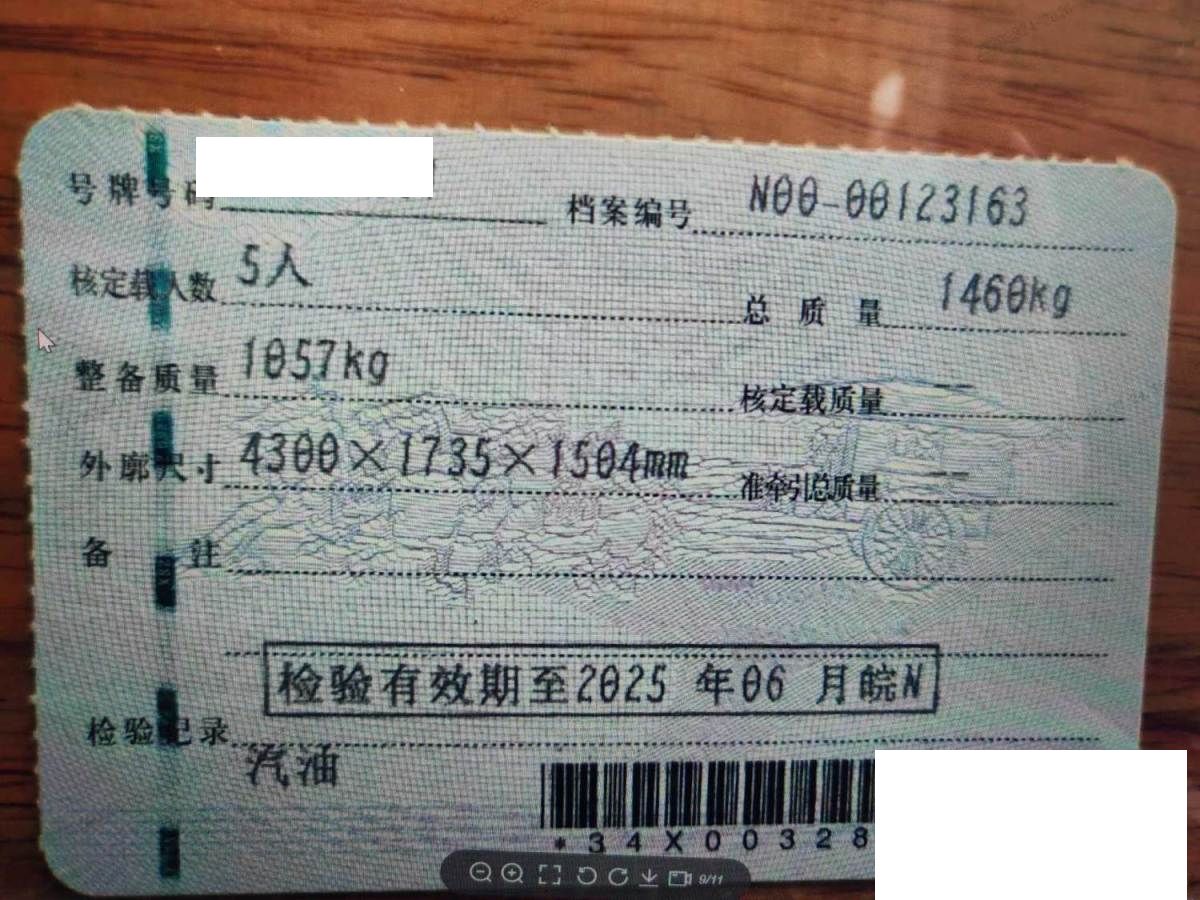 号牌号码 档案编号 N00-00123163
核定载人数 5人 总质量 1460kg
整备质量 1057kg 核定载质量 --
外廓尺寸 4300×1735×1504mm 准牵引总质量 --
备注
检验有效期至2025 年06 月皖N
检验记录
汽油
*34X00328
9/11